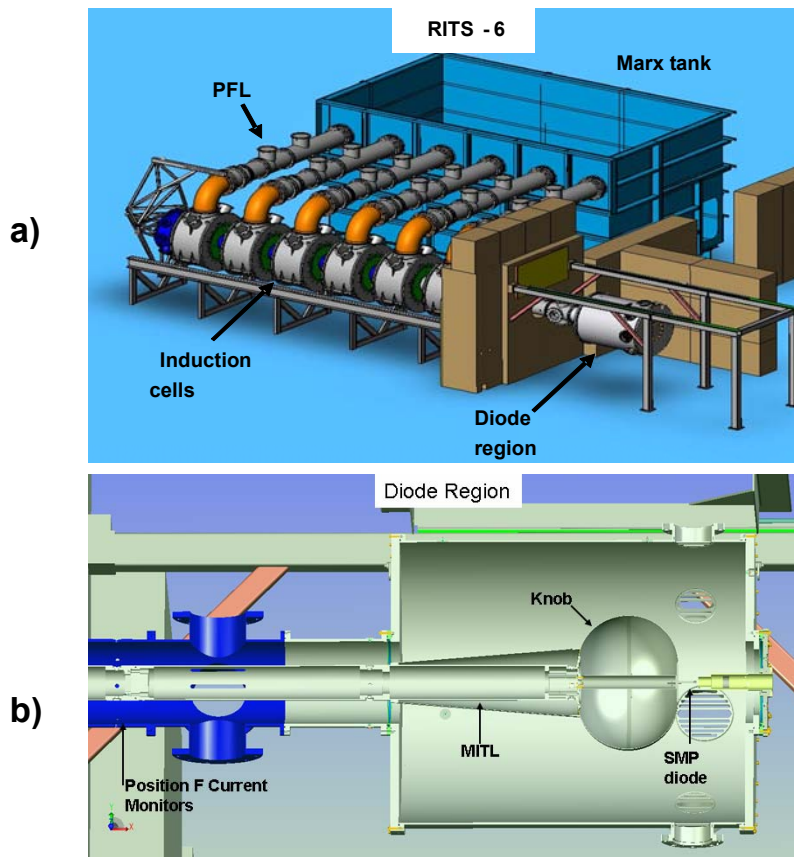 RITS - 6
Marx tank
PFL
a)
Induction
cells
Diode
region
Diode Region
Knob
b)
MITL
SMP
diode
Position F Current
Monitors
Y
X